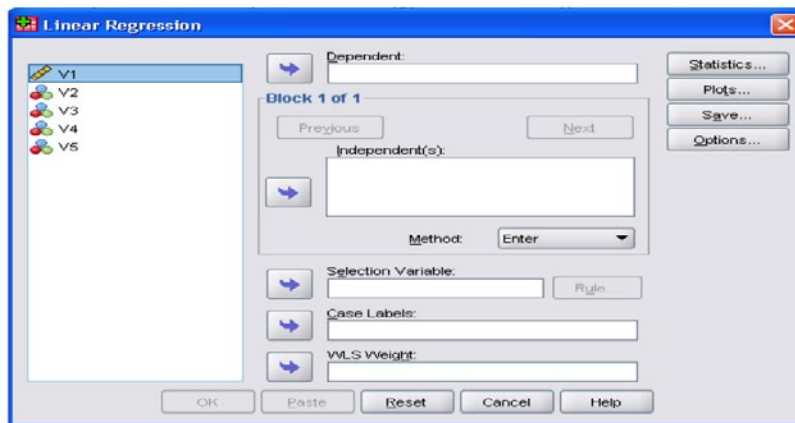 Linear Regression
V1
V2
V3
V4
V5
Dependent:
Block 1 of 1
Previous
Next
Independent(s):
Method:
Enter
Selection Variable:
Rule...
Case Labels:
WLS Weight:
Statistics...
Plots...
Save...
Options...
OK
Paste
Reset
Cancel
Help